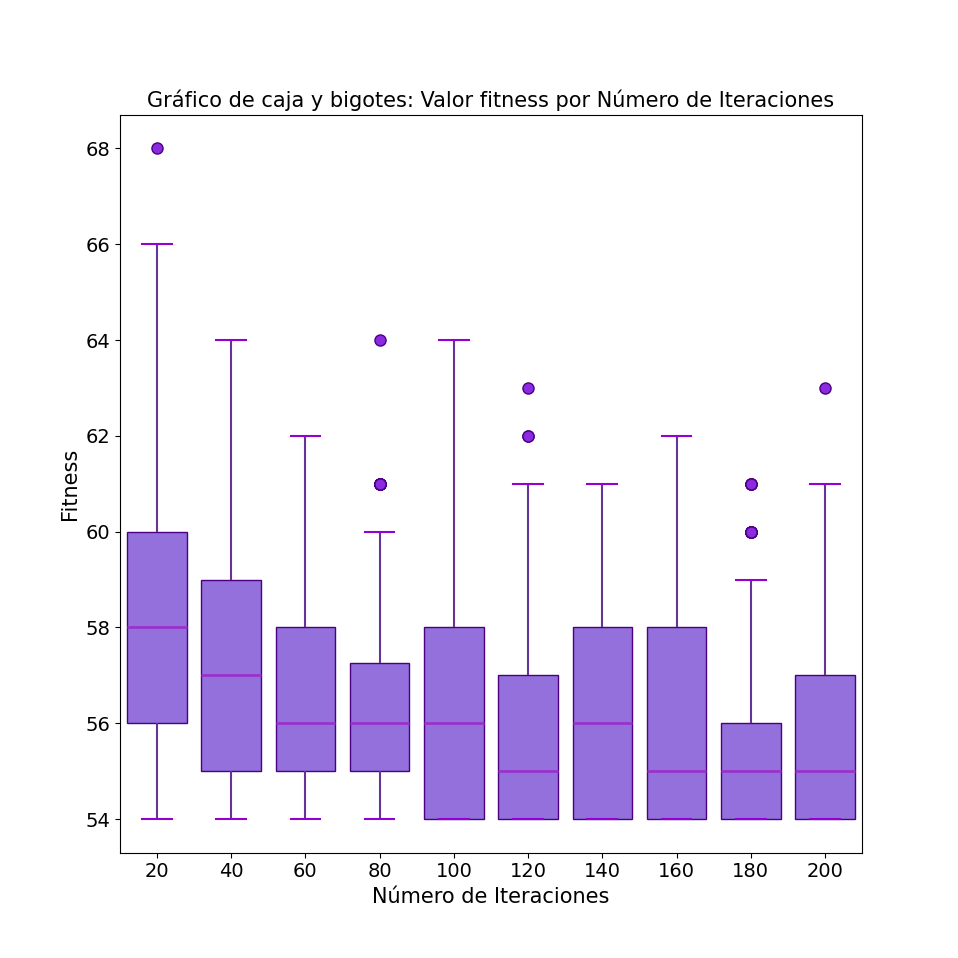 Gráfico de caja y bigotes: Valor fitness por Número de Iteraciones
68
66
64
62
60
58
56
54
Fitness
20 40 60 80 100 120 140 160 180 200
Número de Iteraciones